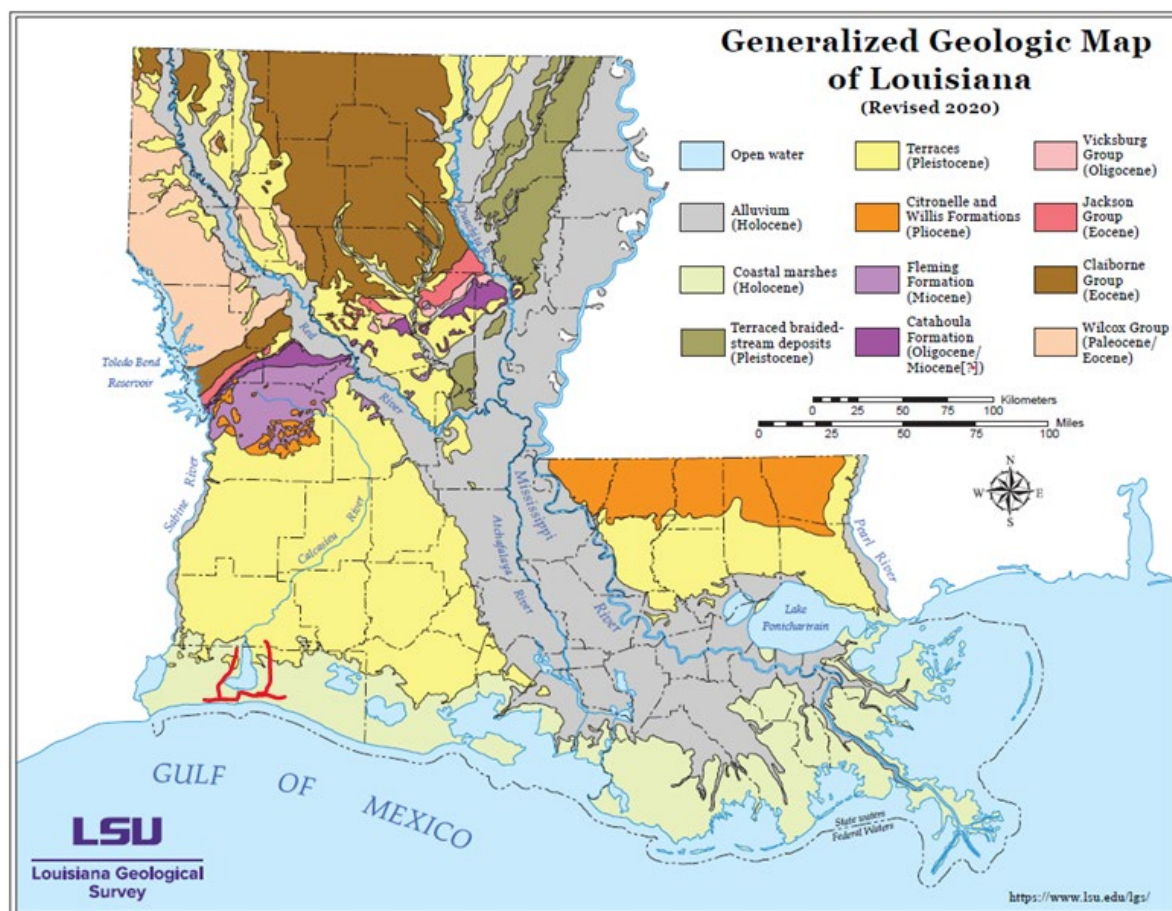 Generalized Geologic Map
of Louisiana
(Revised 2020)
Open water
Alluvium
(Holocene)
Coastal marshes
(Holocene)
Terraced braided-
stream deposits
(Pleistocene)
Terraces
(Pleistocene)
Citronelle and
Willis Formations
(Pliocene)
Fleming
Formation
(Miocene)
Catahoula
Formation
(Oligocene/
Miocene[?])
Vicksburg
Group
(Oligocene)
Jackson
Group
(Eocene)
Claiborne
Group
(Eocene)
Wilcox Group
(Paleocene/
Eocene)
0 25 50 75 100 Kilometers
0 25 50 75 100 Miles
N
W E
S
Ouachita R.
Toledo Bend
Reservoir
Red
River
Sabine River
Calcasieu River
Atchafalaya
River
Mississippi
River
Pearl River
Lake
Pontchartrain
GULF OF MEXICO
State waters
Federal Waters
LSU
Louisiana Geological
Survey
https://www.lsu.edu/lgs/